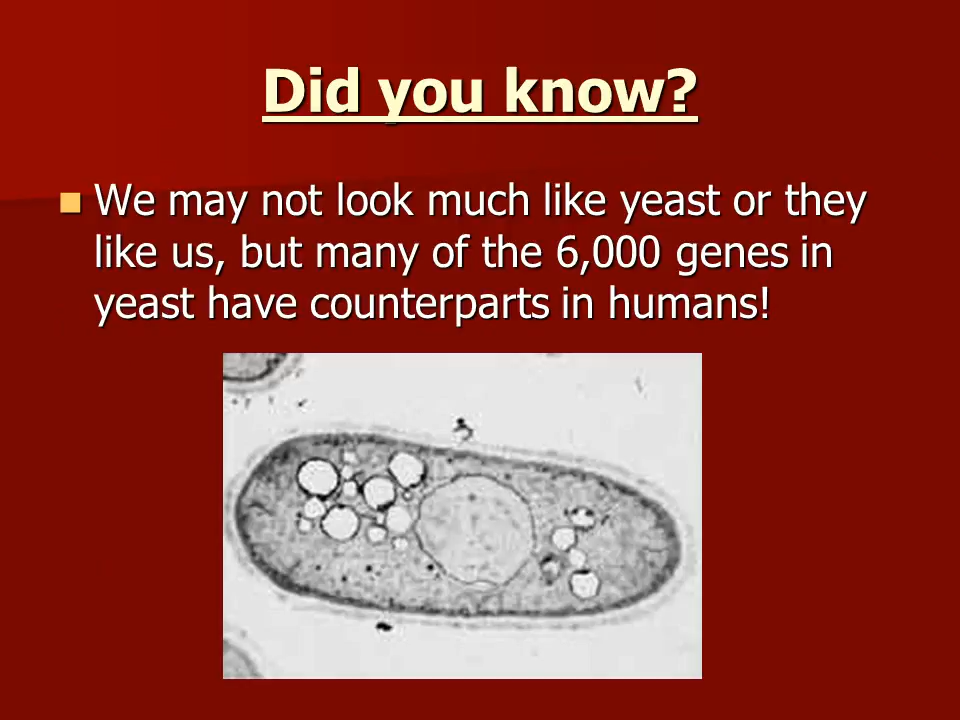 Did you know?
We may not look much like yeast or they
like us, but many of the 6,000 genes in
yeast have counterparts in humans!